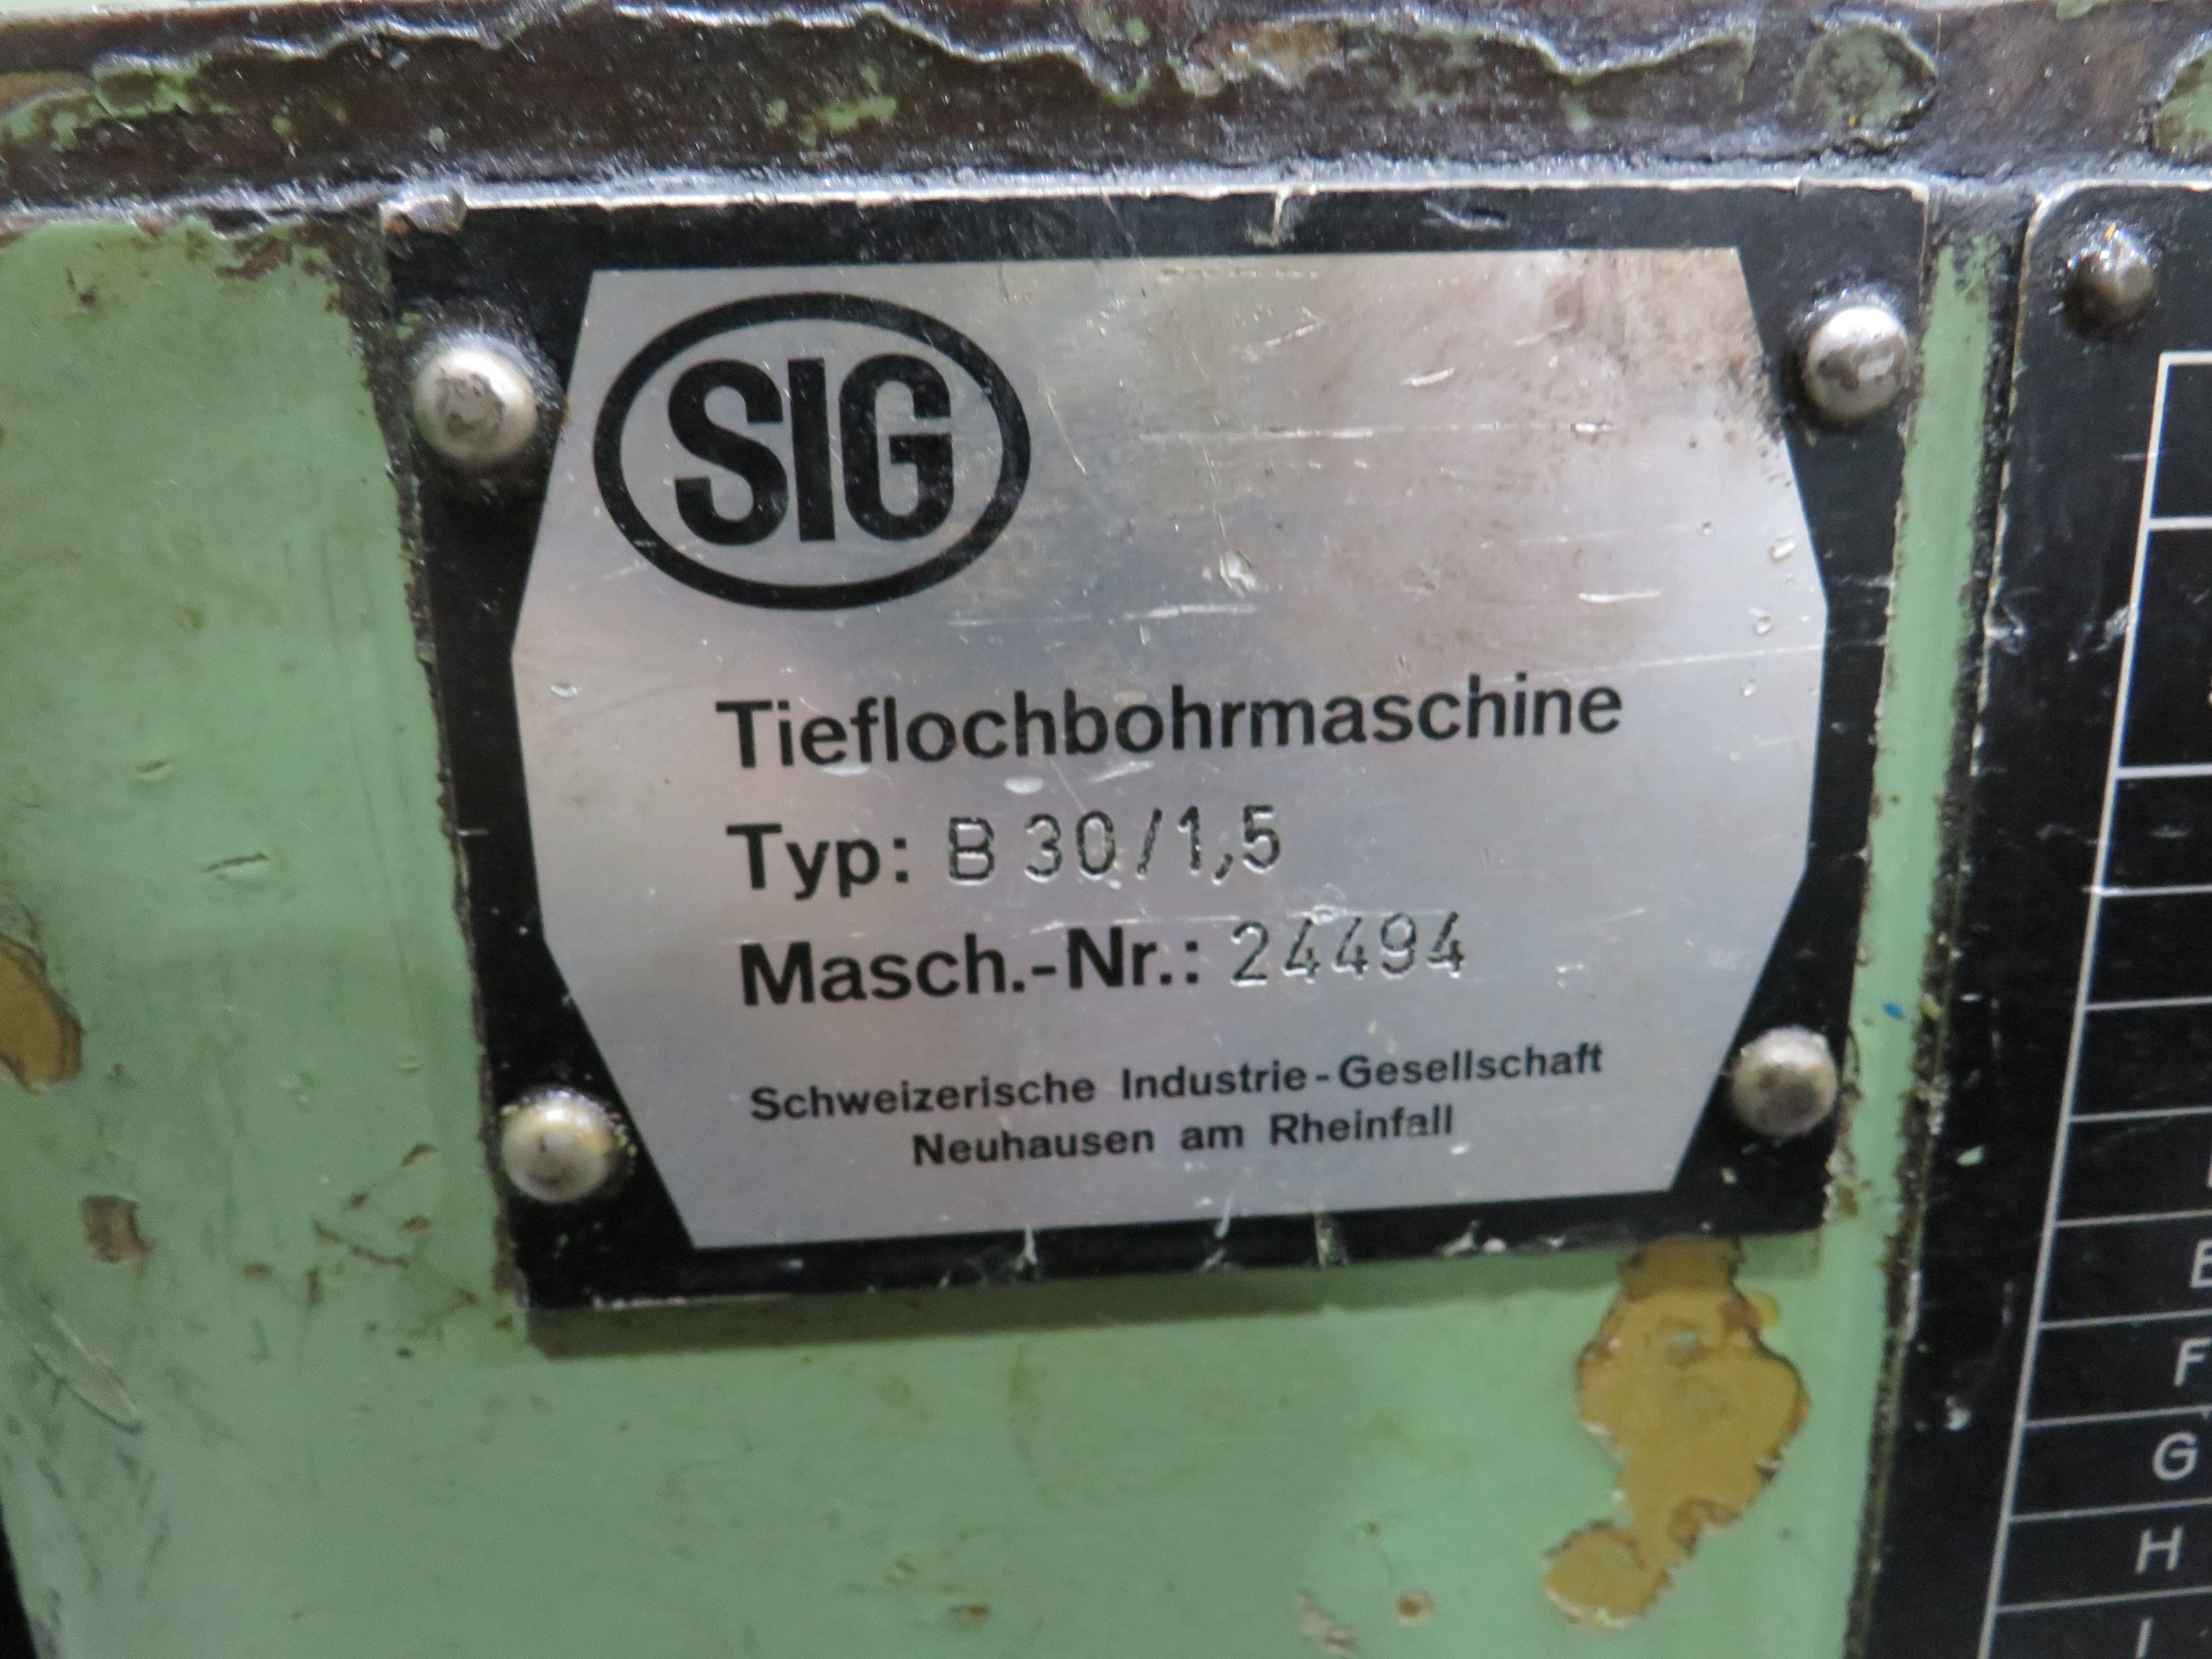 SIG
Tieflochbohrmaschine
Typ: B 30/1,5
Masch.-Nr.: 24494
Schweizerische Industrie-Gesellschaft
Neuhausen am Rheinfall
E
F
G
H
I